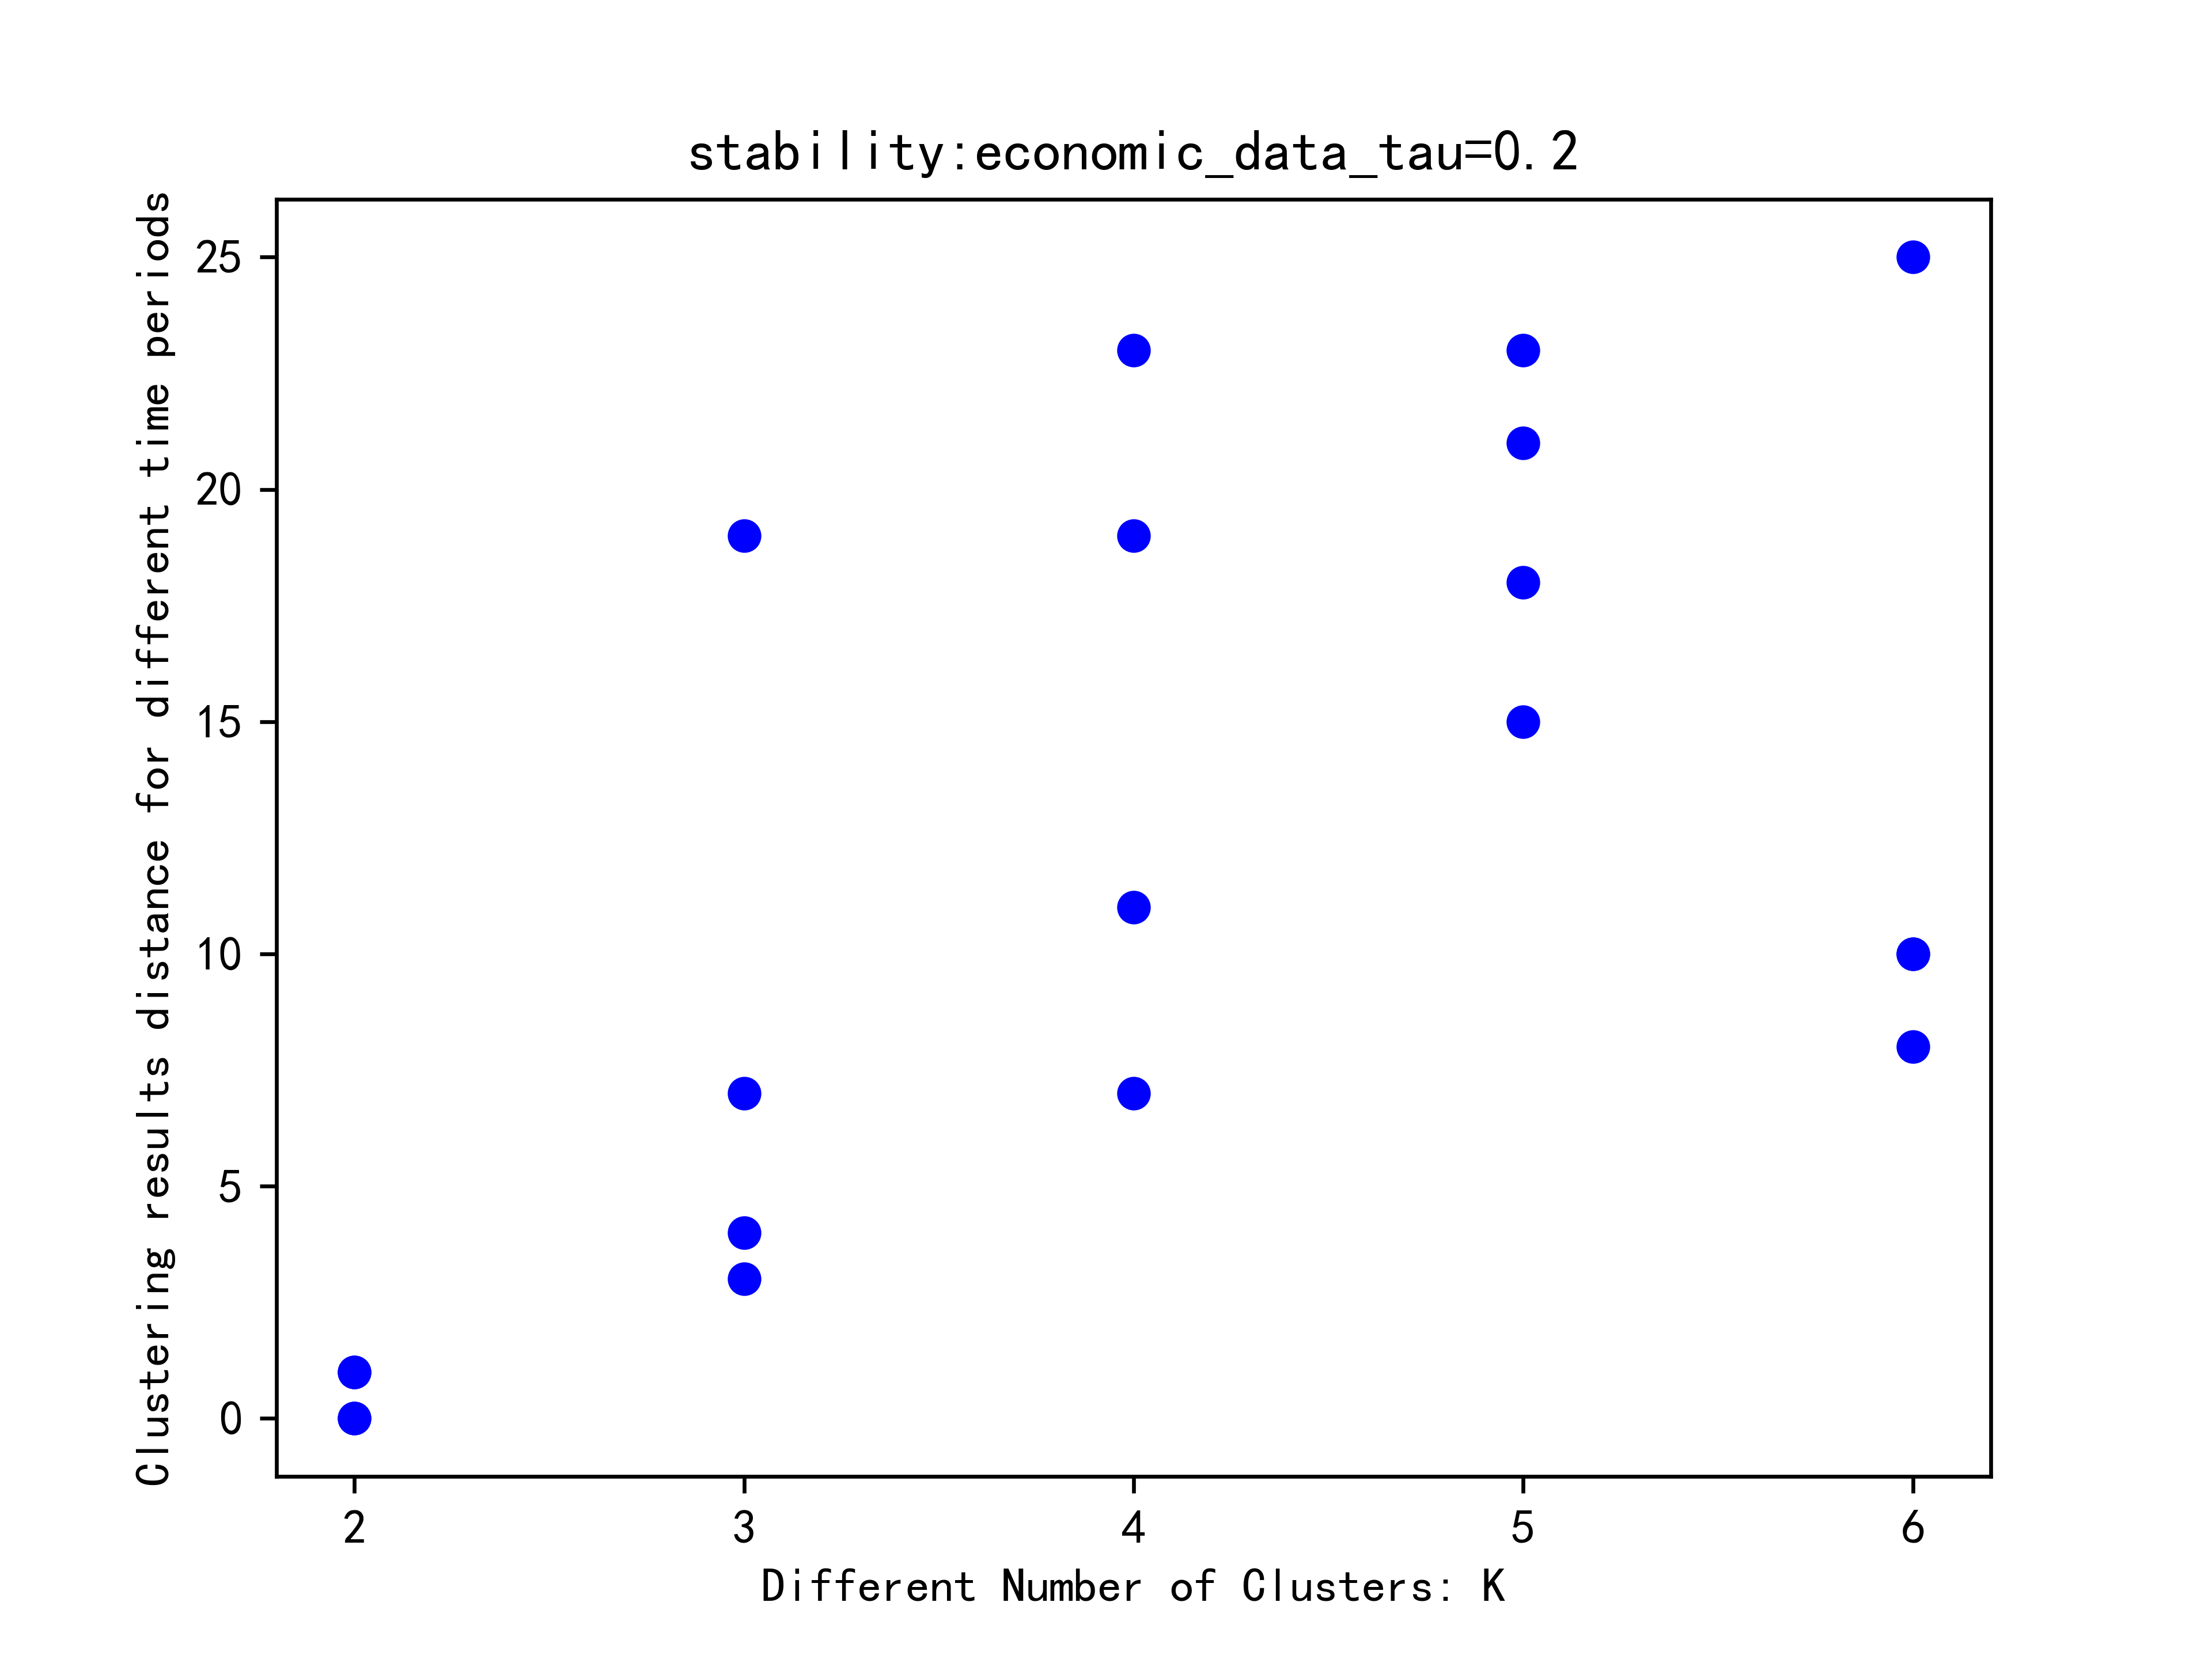 stability:economic_data_tau=0.2
Clustering results distance for different time periods
25
20
15
10
5
0
2 3 4 5 6
Different Number of Clusters: K